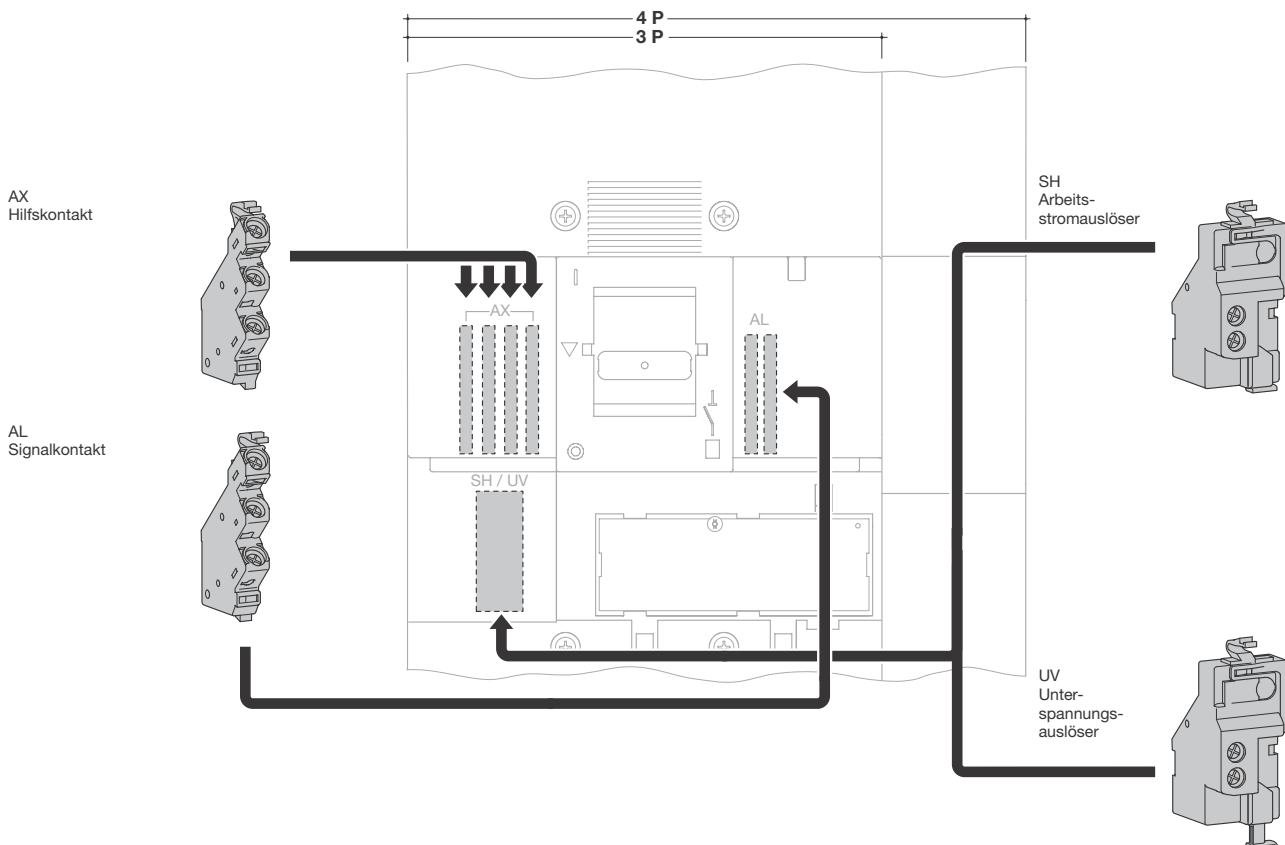 4 P
3 P
AX
Hilfskontakt
SH
Arbeits-
stromauslöser
AX
AL
AL
Signalkontakt
SH / UV
UV
Unter-
spannungs-
auslöser